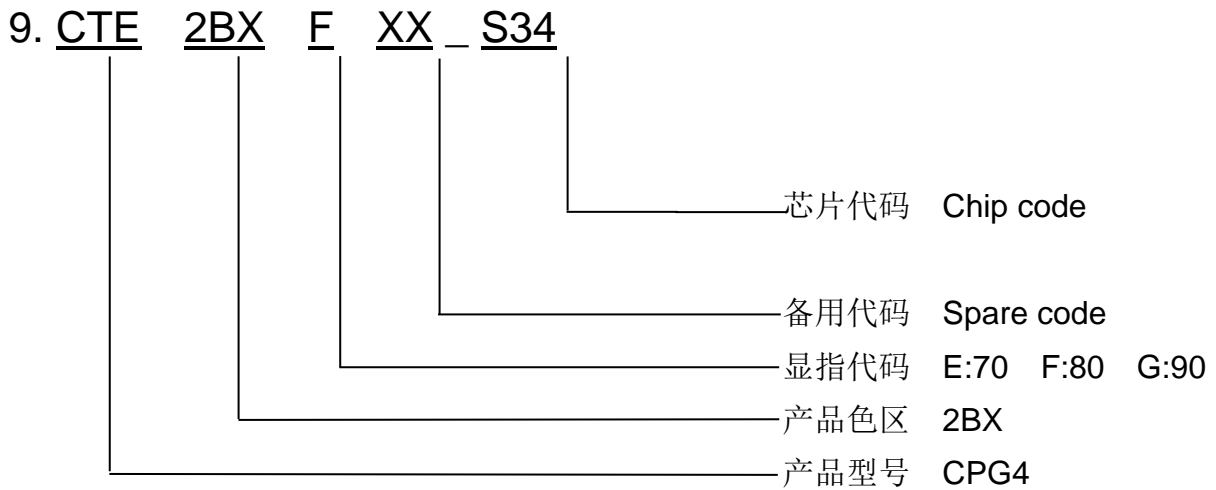 9. CTE 2BX F XX _ S34
芯片代码 Chip code
备用代码 Spare code
显指代码 E:70 F:80 G:90
产品色区 2BX
产品型号 CPG4